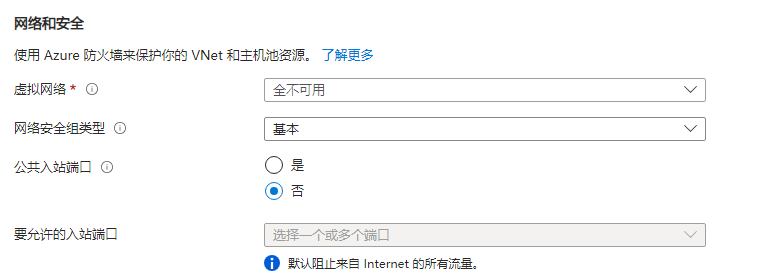 网络和安全
使用 Azure 防火墙来保护你的 VNet 和主机池资源。 了解更多
虚拟网络 * 全不可用
网络安全组类型 基本
公共入站端口 是
否
要允许的入站端口 选择一个或多个端口
默认阻止来自 Internet 的所有流量。